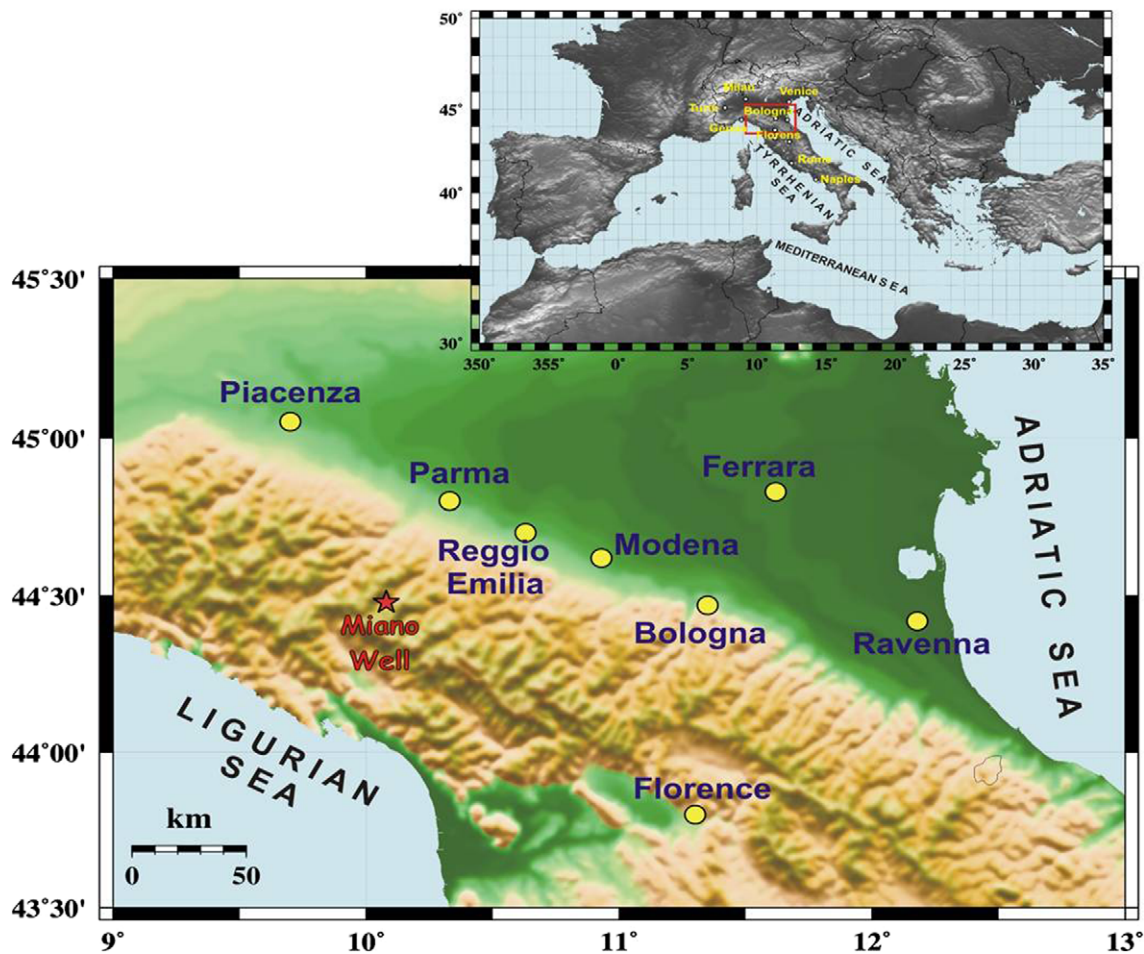 50°
45°
40°
30°
350°
355°
0°
5°
10°
15°
20°
25°
30°
35°
Milan
Venice
Turin
Bologna
Genoa
Florens
Rome
Naples
ADRIATIC SEA
TYRRHENIAN
SEA
MEDITERRANEAN SEA
45°30'
45°00'
44°30'
44°00'
43°30'
Piacenza
Parma
Ferrara
Reggio
Emilia
Modena
Miano
Well
Bologna
Ravenna
Florence
ADRIATIC SEA
LIGURIAN
SEA
km
0
50
9°
10°
11°
12°
13°